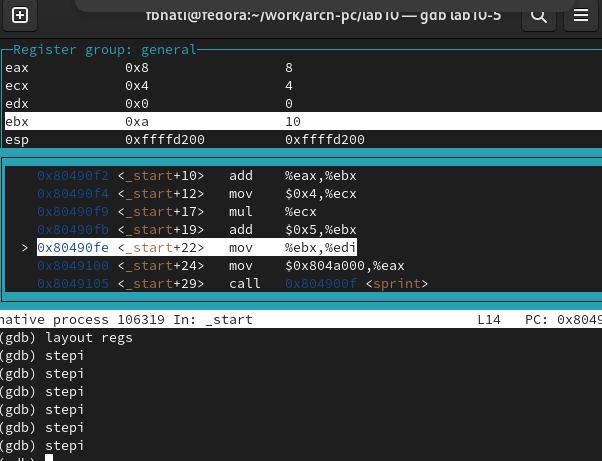 fbnati@fedora:~/work/arch-pc/lab10 — gdb lab10-5
Register group: general
eax 0x8 8
ecx 0x4 4
edx 0x0 0
ebx 0xa 10
esp 0xffffd200 0xffffd200
0x80490f2 <_start+10> add %eax,%ebx
0x80490f4 <_start+12> mov $0x4,%ecx
0x80490f9 <_start+17> mul %ecx
0x80490fb <_start+19> add $0x5,%ebx
> 0x80490fe <_start+22> mov %ebx,%edi
0x8049100 <_start+24> mov $0x804a000,%eax
0x8049105 <_start+29> call 0x804900f <sprint>
native process 106319 In: _start L14 PC: 0x8049
(gdb) layout regs
(gdb) stepi
(gdb) stepi
(gdb) stepi
(gdb) stepi
(gdb) stepi
(gdb) stepi